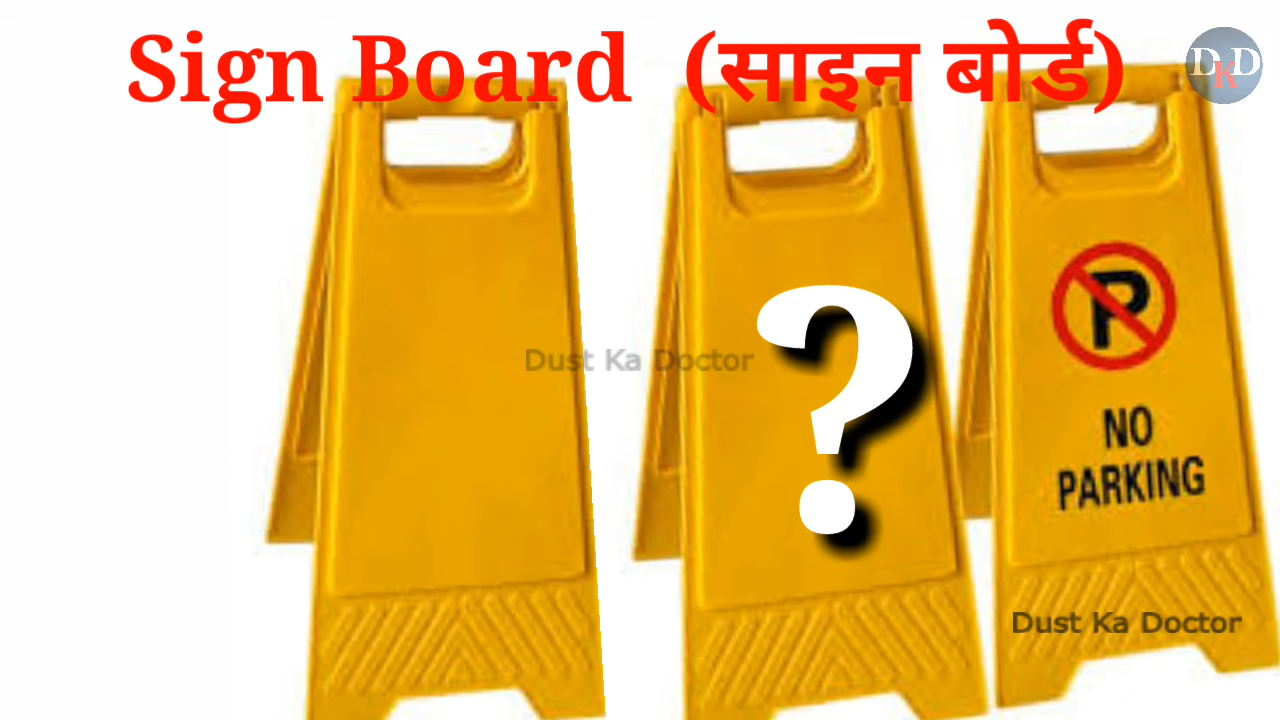 Sign Board (साइन बोर्ड)
DKD
?
P
NO
PARKING
Dust Ka Doctor
Dust Ka Doctor